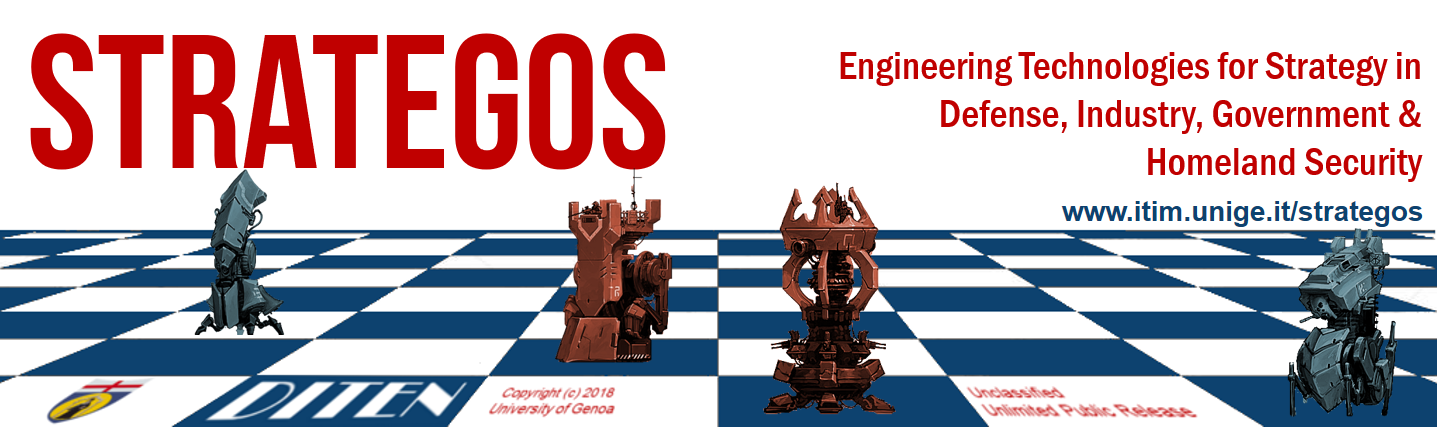 STRATEGOS
Engineering Technologies for Strategy in
Defense, Industry, Government &
Homeland Security
www.itim.unige.it/strategos
DITEN
Copyright (c) 2018
University of Genoa
Unclassified
Unlimited Public Release